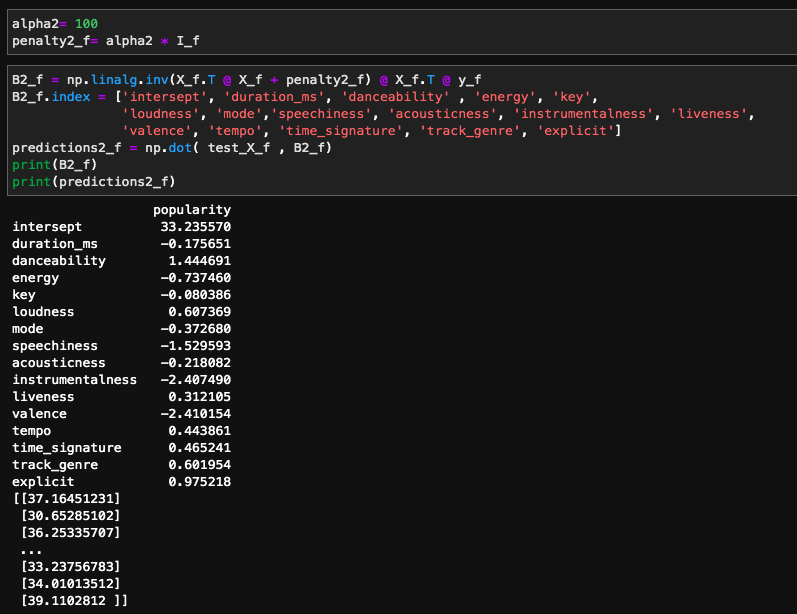 alpha2= 100
penalty2_f= alpha2 * I_f
B2_f = np.linalg.inv(X_f.T @ X_f + penalty2_f) @ X_f.T @ y_f
B2_f.index = ['intersept', 'duration_ms', 'danceability' , 'energy', 'key',
'loudness', 'mode','speechiness', 'acousticness', 'instrumentalness', 'liveness',
'valence', 'tempo', 'time_signature', 'track_genre', 'explicit']
predictions2_f = np.dot( test_X_f , B2_f)
print(B2_f)
print(predictions2_f)
popularity
intersept 33.235570
duration_ms -0.175651
danceability 1.444691
energy -0.737460
key -0.080386
loudness 0.607369
mode -0.372680
speechiness -1.529593
acousticness -0.218082
instrumentalness -2.407490
liveness 0.312105
valence -2.410154
tempo 0.443861
time_signature 0.465241
track_genre 0.601954
explicit 0.975218
[[37.16451231]
[30.65285102]
[36.25335707]
...
[33.23756783]
[34.01013512]
[39.1102812 ]]